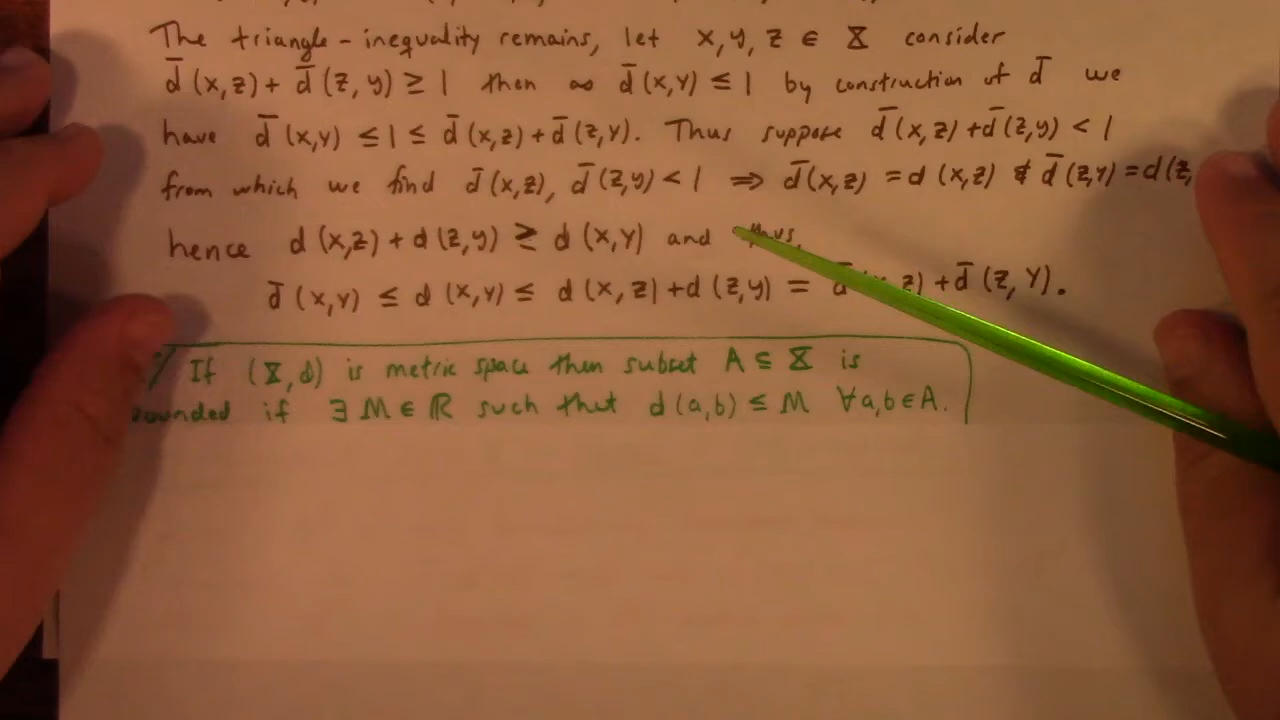 The triangle-inequality remains, let x, y, z ∈ X consider
d̄(x,z) + d̄(z,y) ≥ 1 then as d̄(x,y) ≤ 1 by construction of d̄ we
have d̄(x,y) ≤ 1 ≤ d̄(x,z) + d̄(z,y). Thus suppose d̄(x,z) + d̄(z,y) < 1
from which we find d̄(x,z), d̄(z,y) < 1 ⇒ d̄(x,z) = d(x,z) & d̄(z,y) = d(z,
hence d(x,z) + d(z,y) ≥ d(x,y) and thus,
d̄(x,y) ≤ d(x,y) ≤ d(x,z) + d(z,y) = d̄(x,z) + d̄(z,y).
If (X,d) is metric space then subset A ⊆ X is
bounded if ∃ M ∈ ℝ such that d(a,b) ≤ M ∀a,b ∈ A.